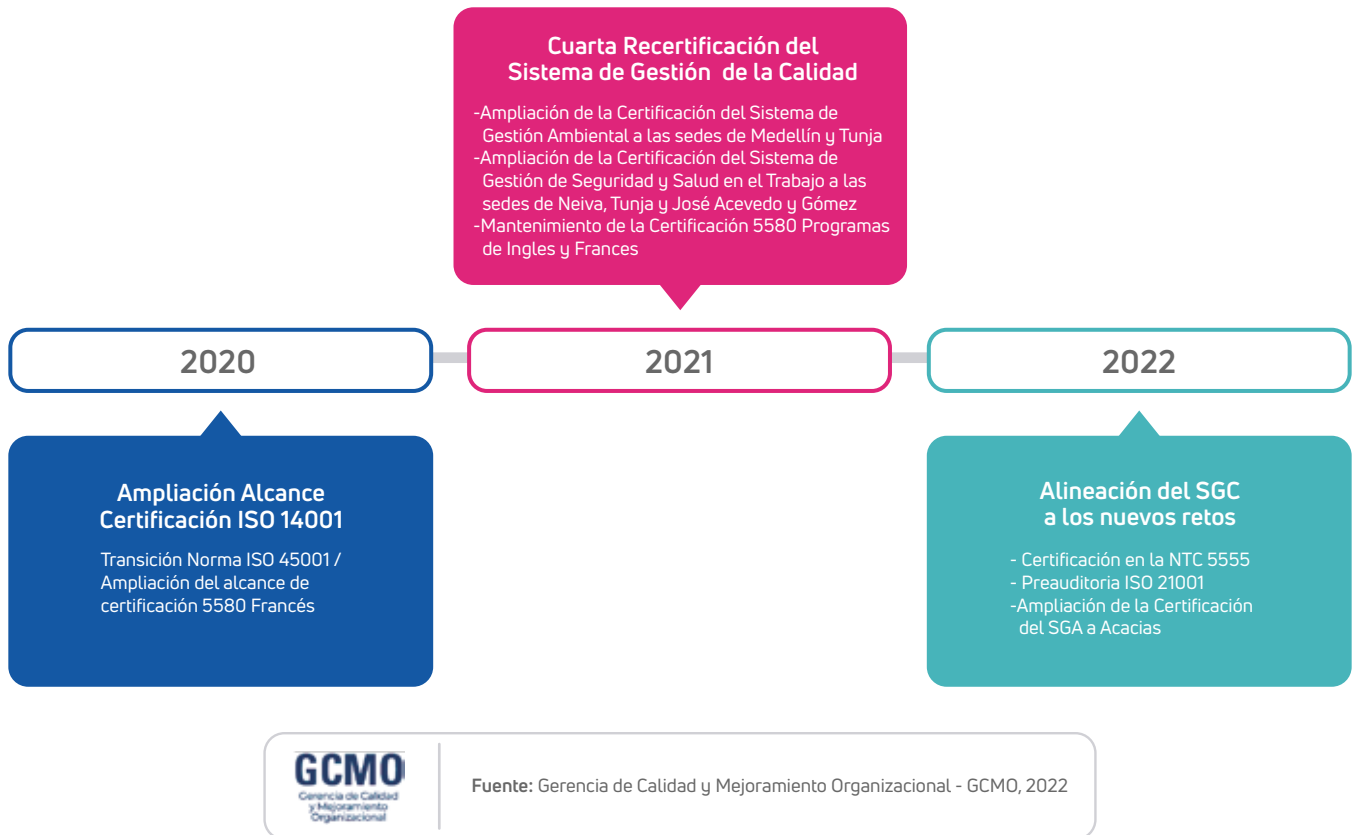 Cuarta Recertificación del
Sistema de Gestión de la Calidad
-Ampliación de la Certificación del Sistema de
Gestión Ambiental a las sedes de Medellín y Tunja
-Ampliación de la Certificación del Sistema de
Gestión de Seguridad y Salud en el Trabajo a las
sedes de Neiva, Tunja y José Acevedo y Gómez
-Mantenimiento de la Certificación 5580 Programas
de Ingles y Frances
2020
2021
2022
Ampliación Alcance
Certificación ISO 14001
Transición Norma ISO 45001 /
Ampliación del alcance de
certificación 5580 Francés
Alineación del SGC
a los nuevos retos
- Certificación en la NTC 5555
- Preauditoria ISO 21001
-Ampliación de la Certificación
del SGA a Acacias
GCMO
Gerencia de Calidad
y Mejoramiento
Organizacional
Fuente: Gerencia de Calidad y Mejoramiento Organizacional - GCMO, 2022